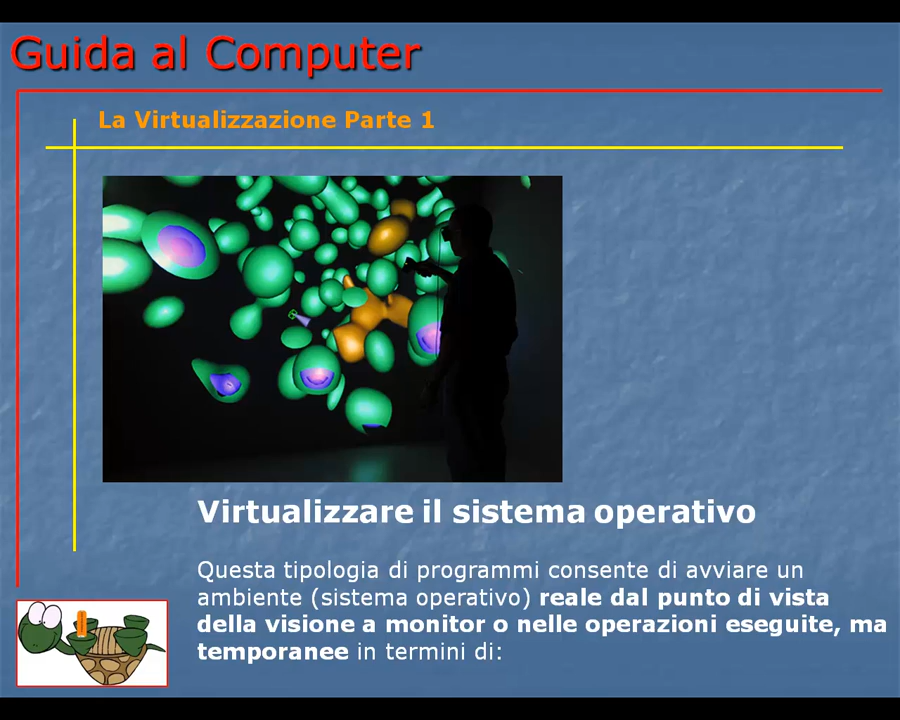 Guida al Computer
La Virtualizzazione Parte 1
Virtualizzare il sistema operativo
Questa tipologia di programmi consente di avviare un
ambiente (sistema operativo) reale dal punto di vista
della visione a monitor o nelle operazioni eseguite, ma
temporanee in termini di: